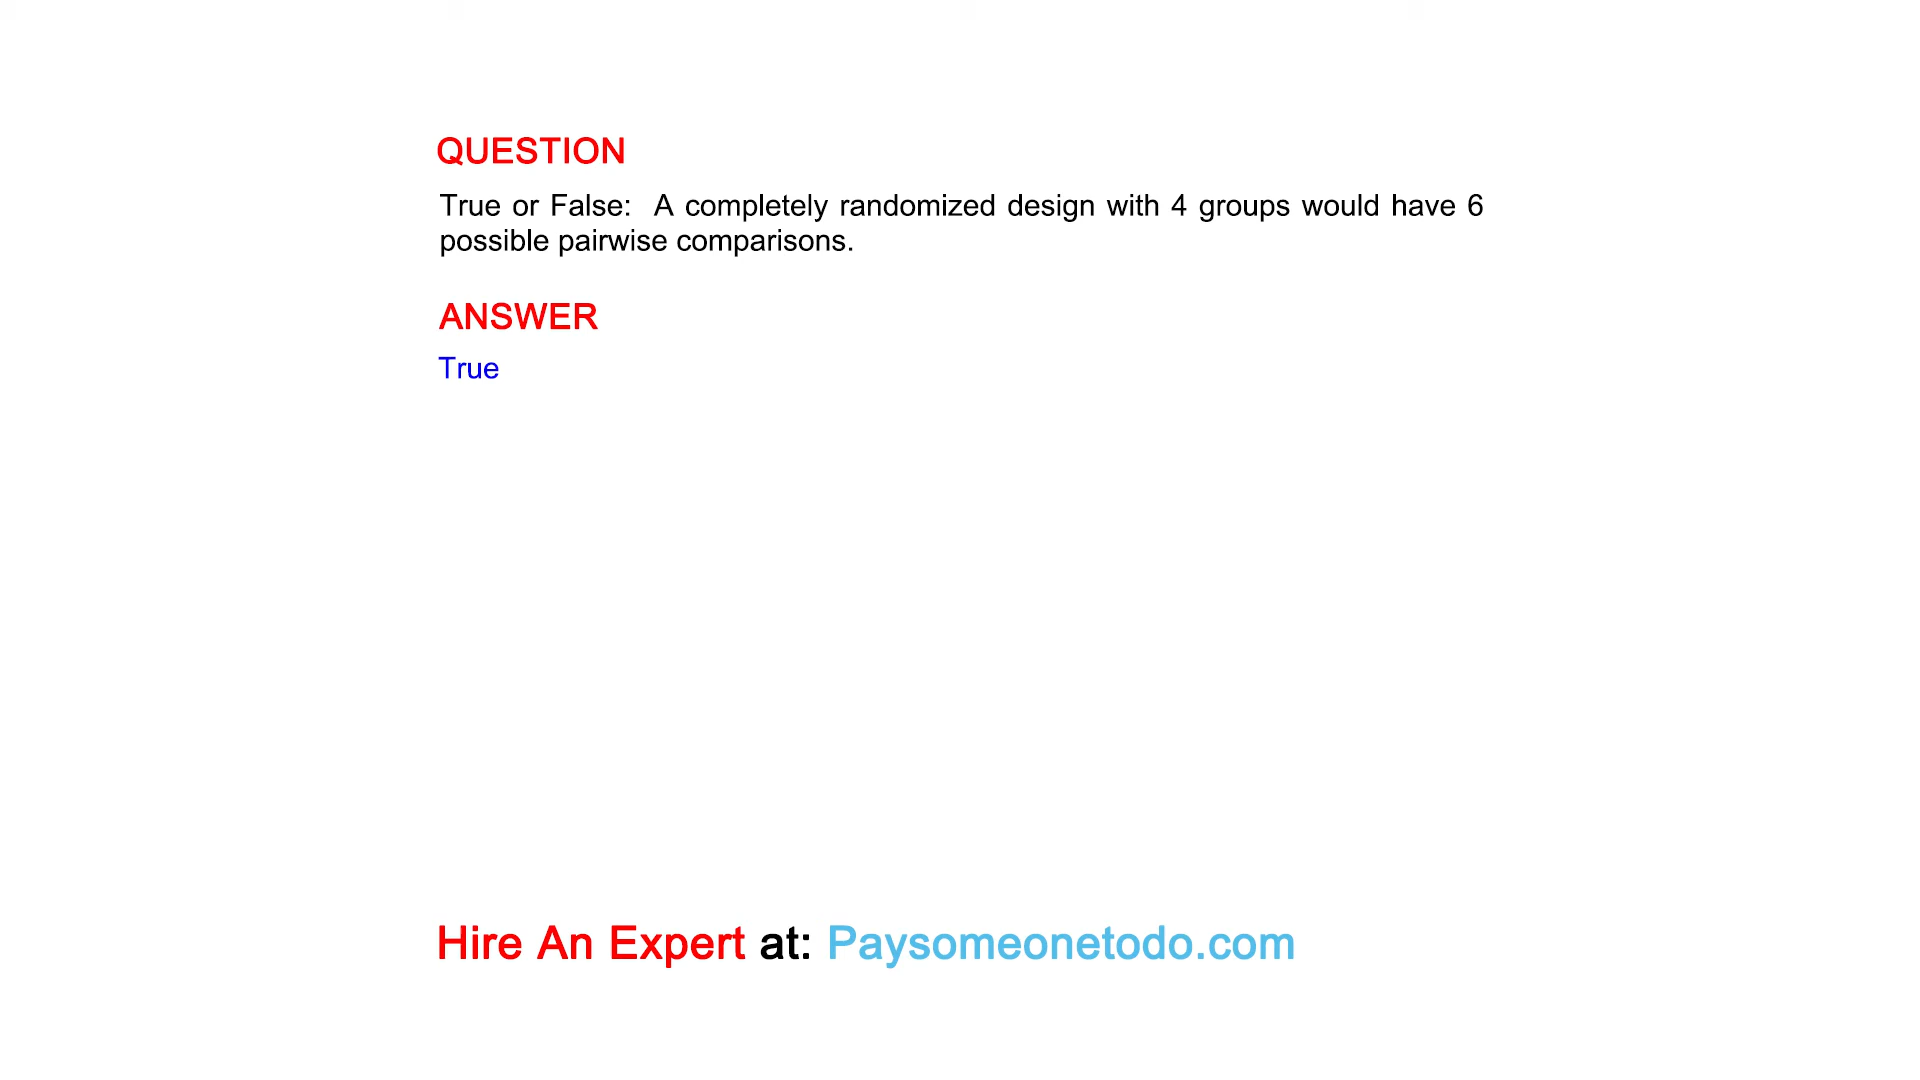 QUESTION
True or False:  A completely randomized design with 4 groups would have 6
possible pairwise comparisons.
ANSWER
True
Hire An Expert at: Paysomeonetodo.com